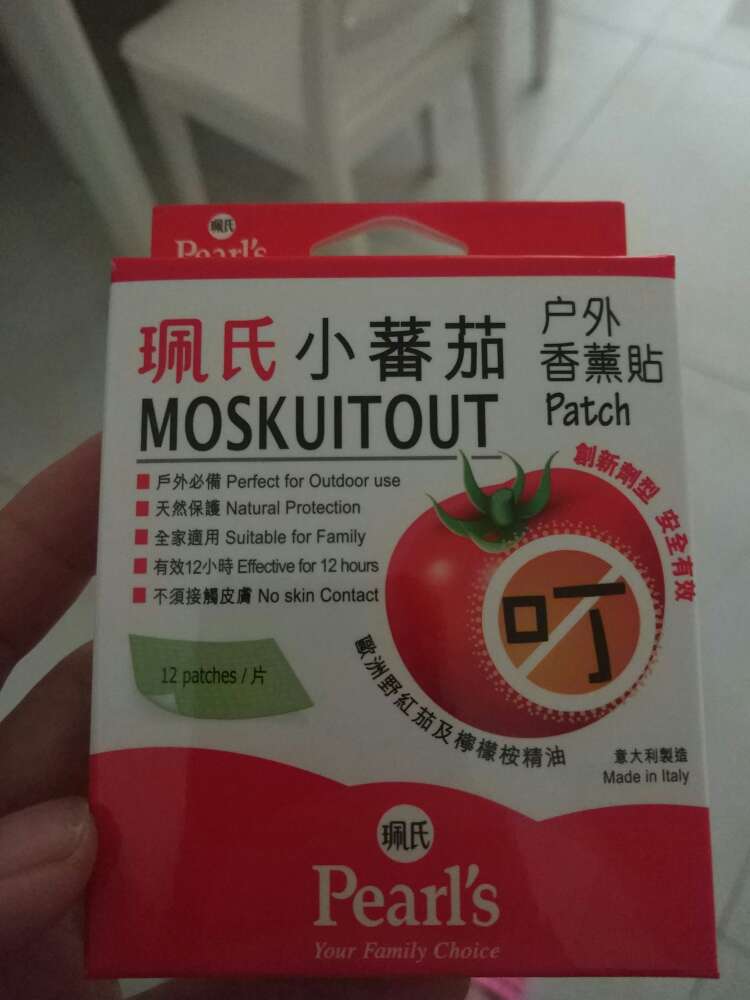 珮氏
Pearl's
珮氏小蕃茄
MOSKUITOUT
户外
香薰貼
Patch
戶外必備 Perfect for Outdoor use
天然保護 Natural Protection
全家適用 Suitable for Family
有效12小時 Effective for 12 hours
不須接觸皮膚 No skin Contact
創新劑型 安全有效
叮
12 patches / 片
歐洲野紅茄及檸檬桉精油
意大利製造
Made in Italy
珮氏
Pearl's
Your Family Choice